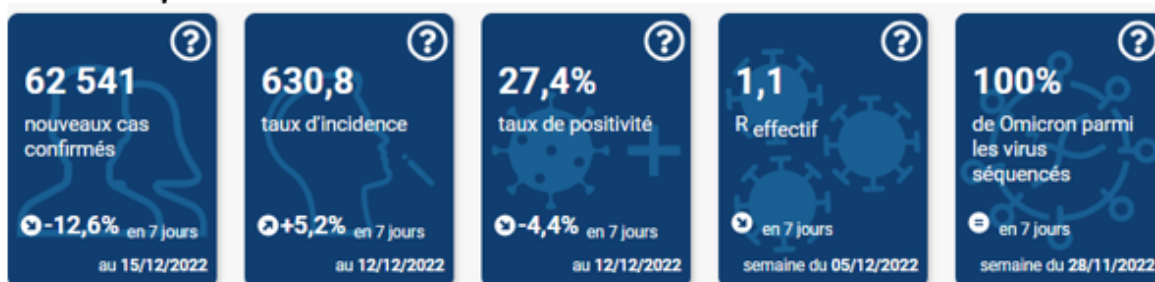 62 541
nouveaux cas
confirmés
-12,6% en 7 jours
au 15/12/2022
630,8
taux d'incidence
+5,2% en 7 jours
au 12/12/2022
27,4%
taux de positivité
-4,4% en 7 jours
au 12/12/2022
1,1
R effectif
en 7 jours
semaine du 05/12/2022
100%
de Omicron parmi
les virus
séquencés
= en 7 jours
semaine du 28/11/2022